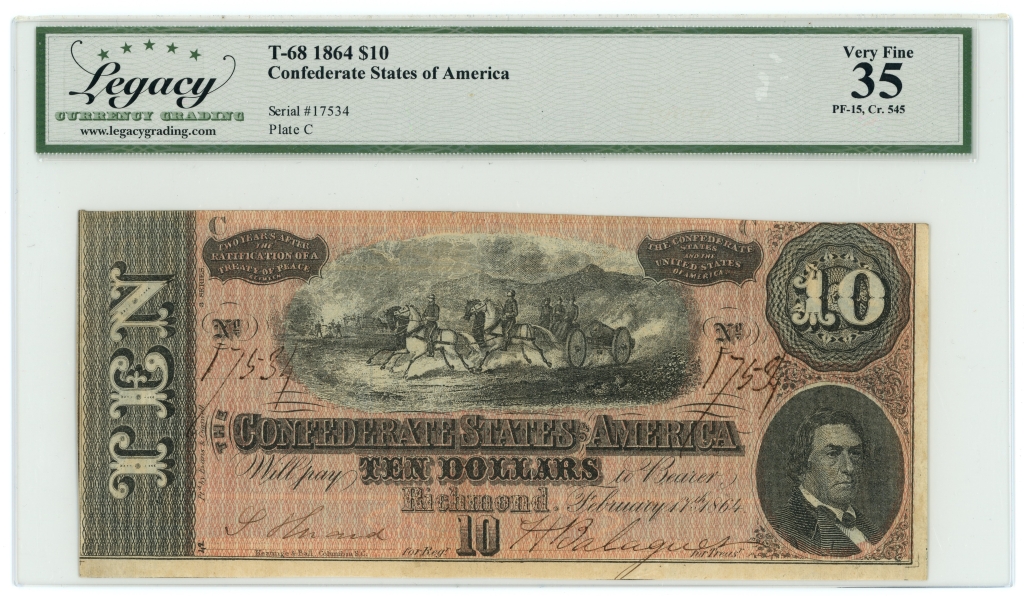 Legacy
CURRENCY GRADING
www.legacygrading.com
T-68 1864 $10
Confederate States of America
Serial #17534
Plate C
Very Fine
35
PF-15, Cr. 545
C
TWO YEARS AFTER
THE
RATIFICATION OF A
TREATY OF PEACE
BETWEEN
THE CONFEDERATE
STATES
AND THE
UNITED STATES
OF AMERICA
10
TEN
Nº
17534
Nº
17534
THE
CONFEDERATE STATES OF AMERICA
Will pay TEN DOLLARS to Bearer
Richmond. February 17th 1864.
for Regr.
10
for Treasr.